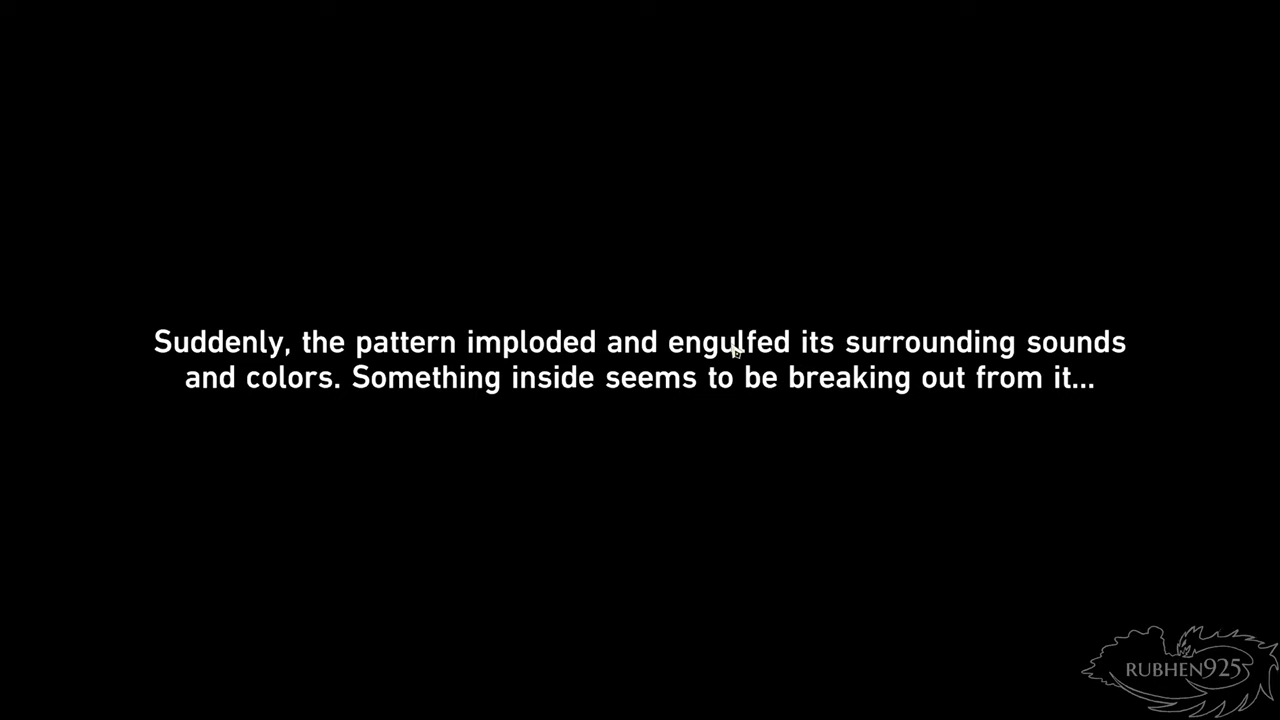 Suddenly, the pattern imploded and engulfed its surrounding sounds
and colors. Something inside seems to be breaking out from it...
RUBHEN925